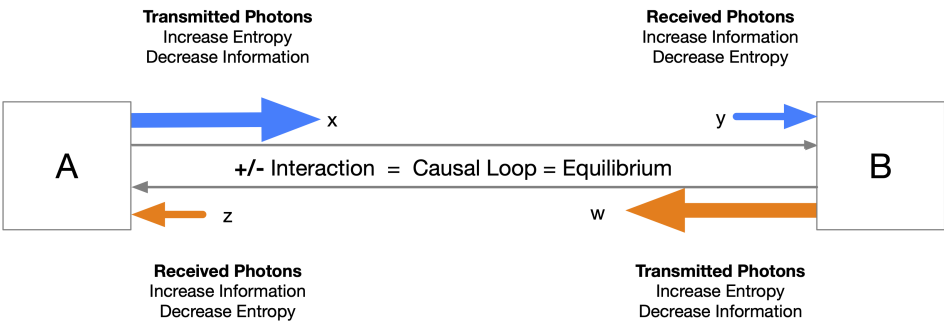 Transmitted Photons
Increase Entropy
Decrease Information
Received Photons
Increase Information
Decrease Entropy
A
x
y
B
+/- Interaction = Causal Loop = Equilibrium
z
w
Received Photons
Increase Information
Decrease Entropy
Transmitted Photons
Increase Entropy
Decrease Information